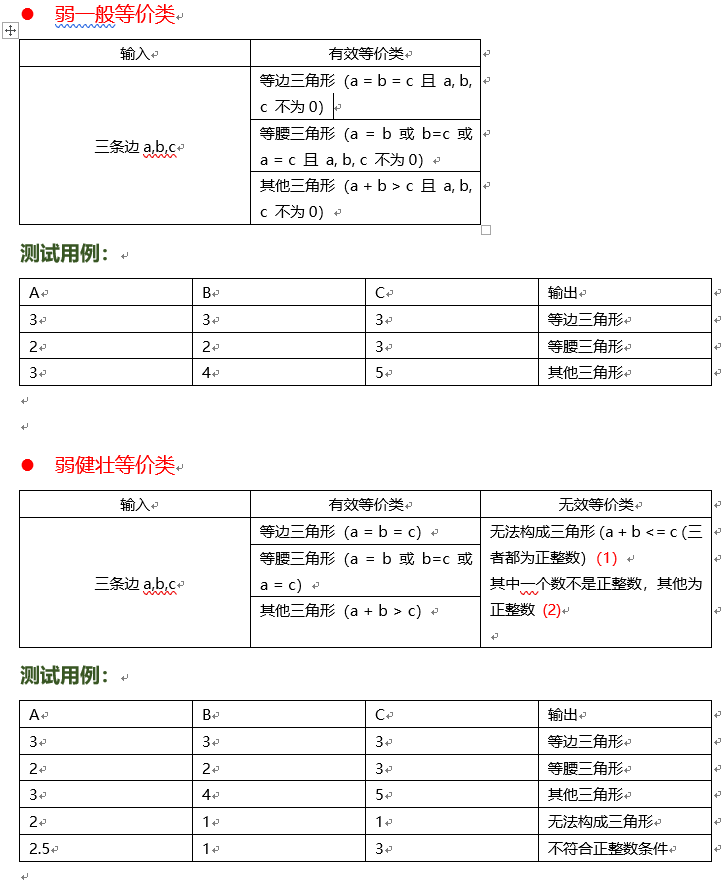 弱一般等价类
输入 有效等价类
等边三角形（a = b = c 且 a, b,
c 不为 0）
三条边 a,b,c
等腰三角形（a = b 或 b=c 或
a = c 且 a, b, c 不为 0）
其他三角形（a + b > c 且 a, b,
c 不为 0）
测试用例：
A B C 输出
3 3 3 等边三角形
2 2 3 等腰三角形
3 4 5 其他三角形
弱健壮等价类
输入 有效等价类 无效等价类
等边三角形（a = b = c）
等腰三角形（a = b 或 b=c 或
a = c）
三条边 a,b,c
其他三角形（a + b > c）
无法构成三角形 (a + b <= c (三
者都为正整数)（1）
其中一个数不是正整数，其他为
正整数 (2)
测试用例：
A B C 输出
3 3 3 等边三角形
2 2 3 等腰三角形
3 4 5 其他三角形
2 1 1 无法构成三角形
2.5 1 3 不符合正整数条件